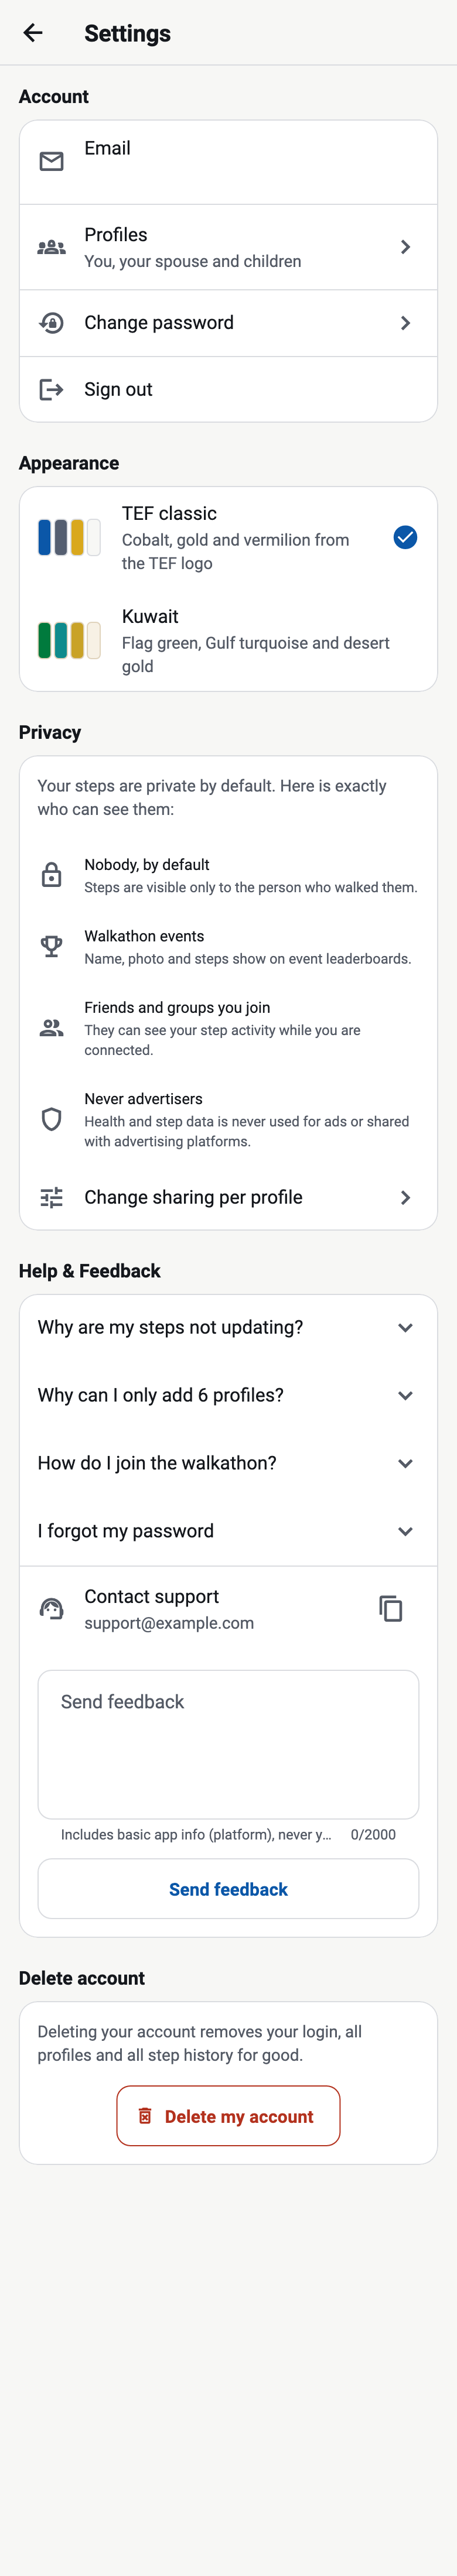 Settings
Account
Email
Profiles
You, your spouse and children
Change password
Sign out
Appearance
TEF classic
Cobalt, gold and vermilion from
the TEF logo
Kuwait
Flag green, Gulf turquoise and desert
gold
Privacy
Your steps are private by default. Here is exactly
who can see them:
Nobody, by default
Steps are visible only to the person who walked them.
Walkathon events
Name, photo and steps show on event leaderboards.
Friends and groups you join
They can see your step activity while you are
connected.
Never advertisers
Health and step data is never used for ads or shared
with advertising platforms.
Change sharing per profile
Help & Feedback
Why are my steps not updating?
Why can I only add 6 profiles?
How do I join the walkathon?
I forgot my password
Contact support
support@example.com
Send feedback
Includes basic app info (platform), never y... 0/2000
Send feedback
Delete account
Deleting your account removes your login, all
profiles and all step history for good.
Delete my account